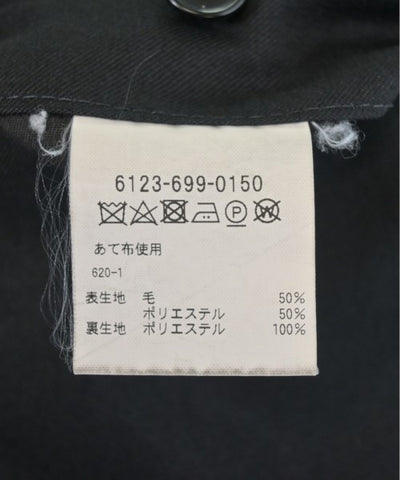 6123-699-0150
あて布使用
620-1
表生地 毛 50%
ポリエステル 50%
裏生地 ポリエステル 100%